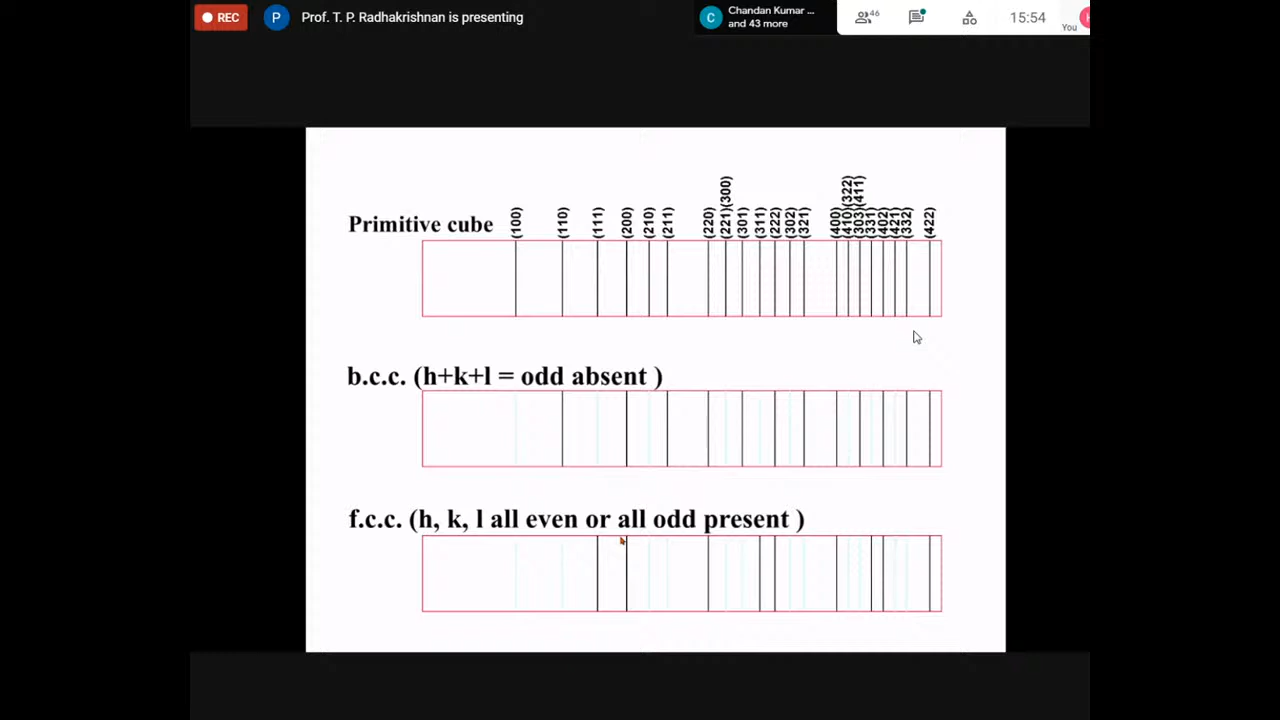 REC
P
Prof. T. P. Radhakrishnan is presenting
C
Chandan Kumar ...
and 43 more
46
15:54
You
Primitive cube
(100) (110) (111) (200) (210) (211) (220) (221)(300) (301) (311) (222) (302) (321) (400) (410)(322) (303)(411) (331) (402) (421) (332) (422)
b.c.c. (h+k+l = odd absent )
f.c.c. (h, k, l all even or all odd present )